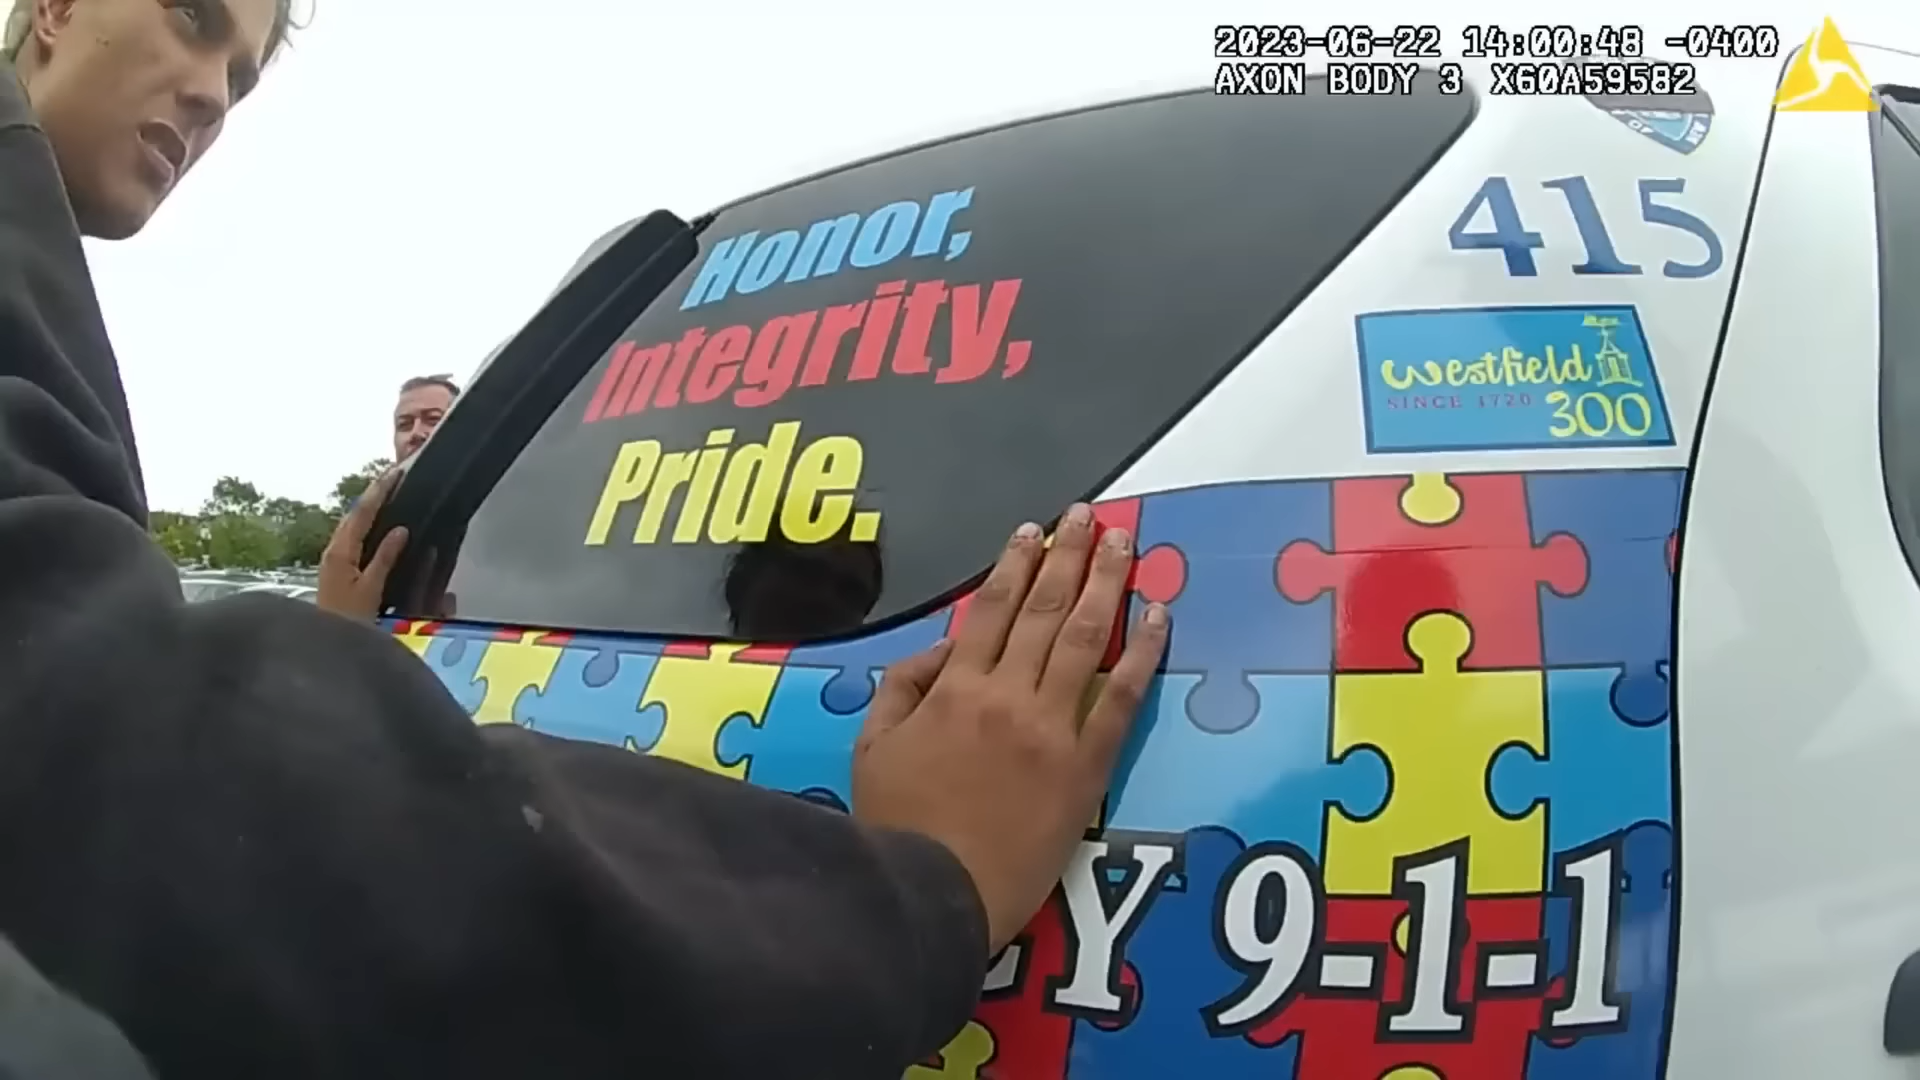 2023-06-22 14:00:48 -0400
AXON BODY 3 X60A59582
415
Honor,
Integrity,
Pride.
Westfield
SINCE 1720
300
Y 9-1-1